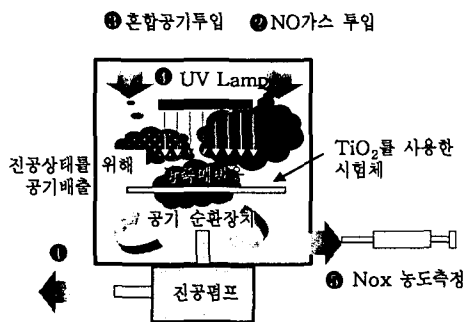 혼합공기투입 ❷NO가스 투입
UV Lamp
진공상태를 위해
공기배출
TiO₂를 사용한
시험체
공기 순환장치
❶
❺ Nox 농도측정
진공펌프